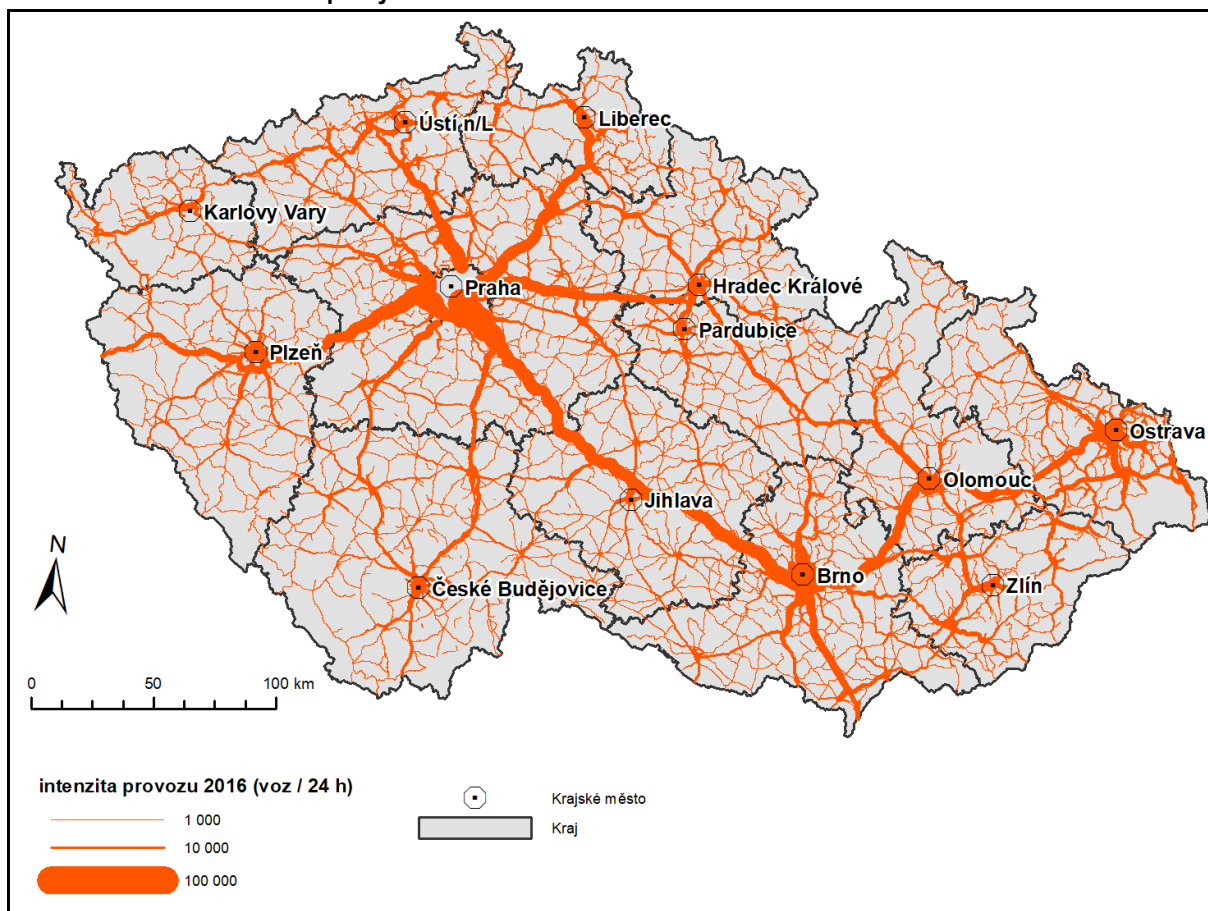 Ústí n/L
Liberec
Karlovy Vary
Praha
Hradec Králové
Pardubice
Plzeň
Ostrava
Olomouc
Jihlava
Brno
Zlín
České Budějovice
N
0 50 100 km
intenzita provozu 2016 (voz / 24 h)
1 000
10 000
100 000
Krajské město
Kraj